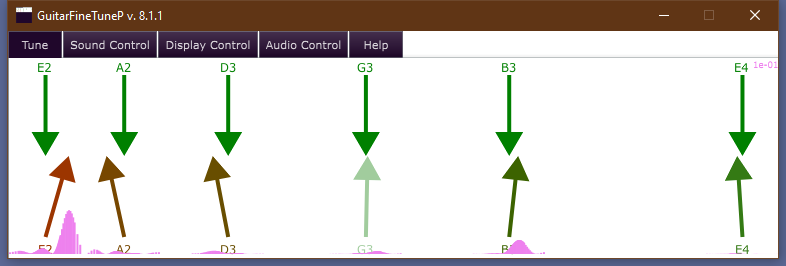 GuitarFineTuneP v. 8.1.1
Tune Sound Control Display Control Audio Control Help
E2 A2 D3 G3 B3 E4 1e-01
E2 A2 D3 G3 E4